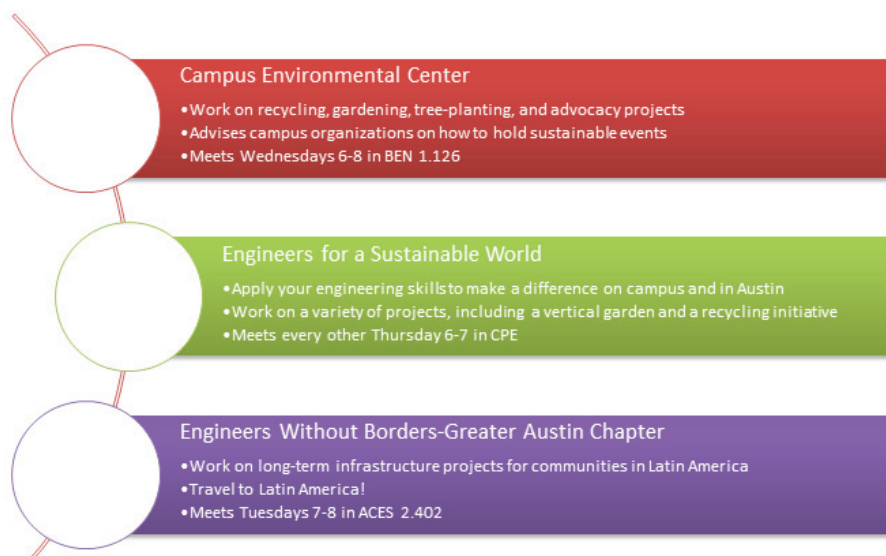 Campus Environmental Center
•Work on recycling, gardening, tree-planting, and advocacy projects
•Advises campus organizations on how to hold sustainable events
•Meets Wednesdays 6-8 in BEN 1.126
Engineers for a Sustainable World
•Apply your engineering skills to make a difference on campus and in Austin
•Work on a variety of projects, including a vertical garden and a recycling initiative
•Meets every other Thursday 6-7 in CPE
Engineers Without Borders-Greater Austin Chapter
•Work on long-term infrastructure projects for communities in Latin America
•Travel to Latin America!
•Meets Tuesdays 7-8 in ACES 2.402